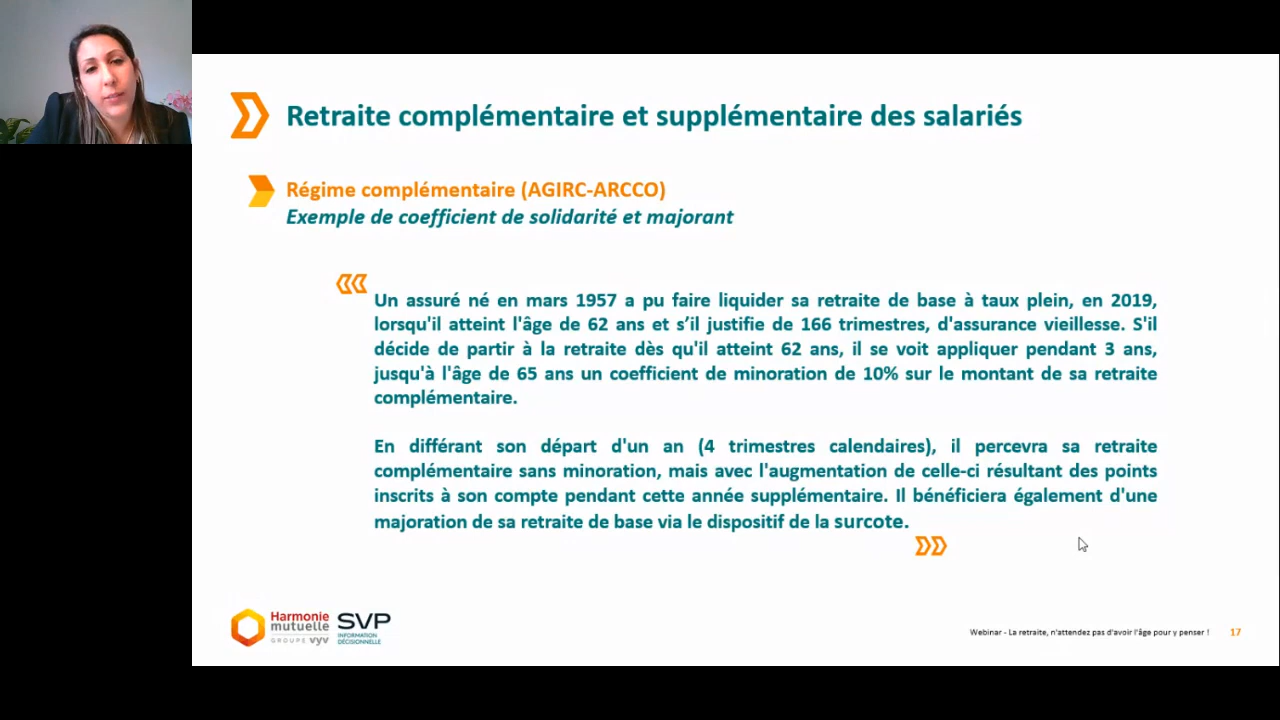 Retraite complémentaire et supplémentaire des salariés
Régime complémentaire (AGIRC-ARCCO)
Exemple de coefficient de solidarité et majorant
Un assuré né en mars 1957 a pu faire liquider sa retraite de base à taux plein, en 2019,
lorsqu'il atteint l'âge de 62 ans et s’il justifie de 166 trimestres, d'assurance vieillesse. S'il
décide de partir à la retraite dès qu'il atteint 62 ans, il se voit appliquer pendant 3 ans,
jusqu'à l'âge de 65 ans un coefficient de minoration de 10% sur le montant de sa retraite
complémentaire.
En différant son départ d'un an (4 trimestres calendaires), il percevra sa retraite
complémentaire sans minoration, mais avec l'augmentation de celle-ci résultant des points
inscrits à son compte pendant cette année supplémentaire. Il bénéficiera également d'une
majoration de sa retraite de base via le dispositif de la surcote.
Harmonie
mutuelle
GROUPE vyv
SVP
INFORMATION
DÉCISIONNELLE
Webinar - La retraite, n'attendez pas d'avoir l'âge pour y penser !
17